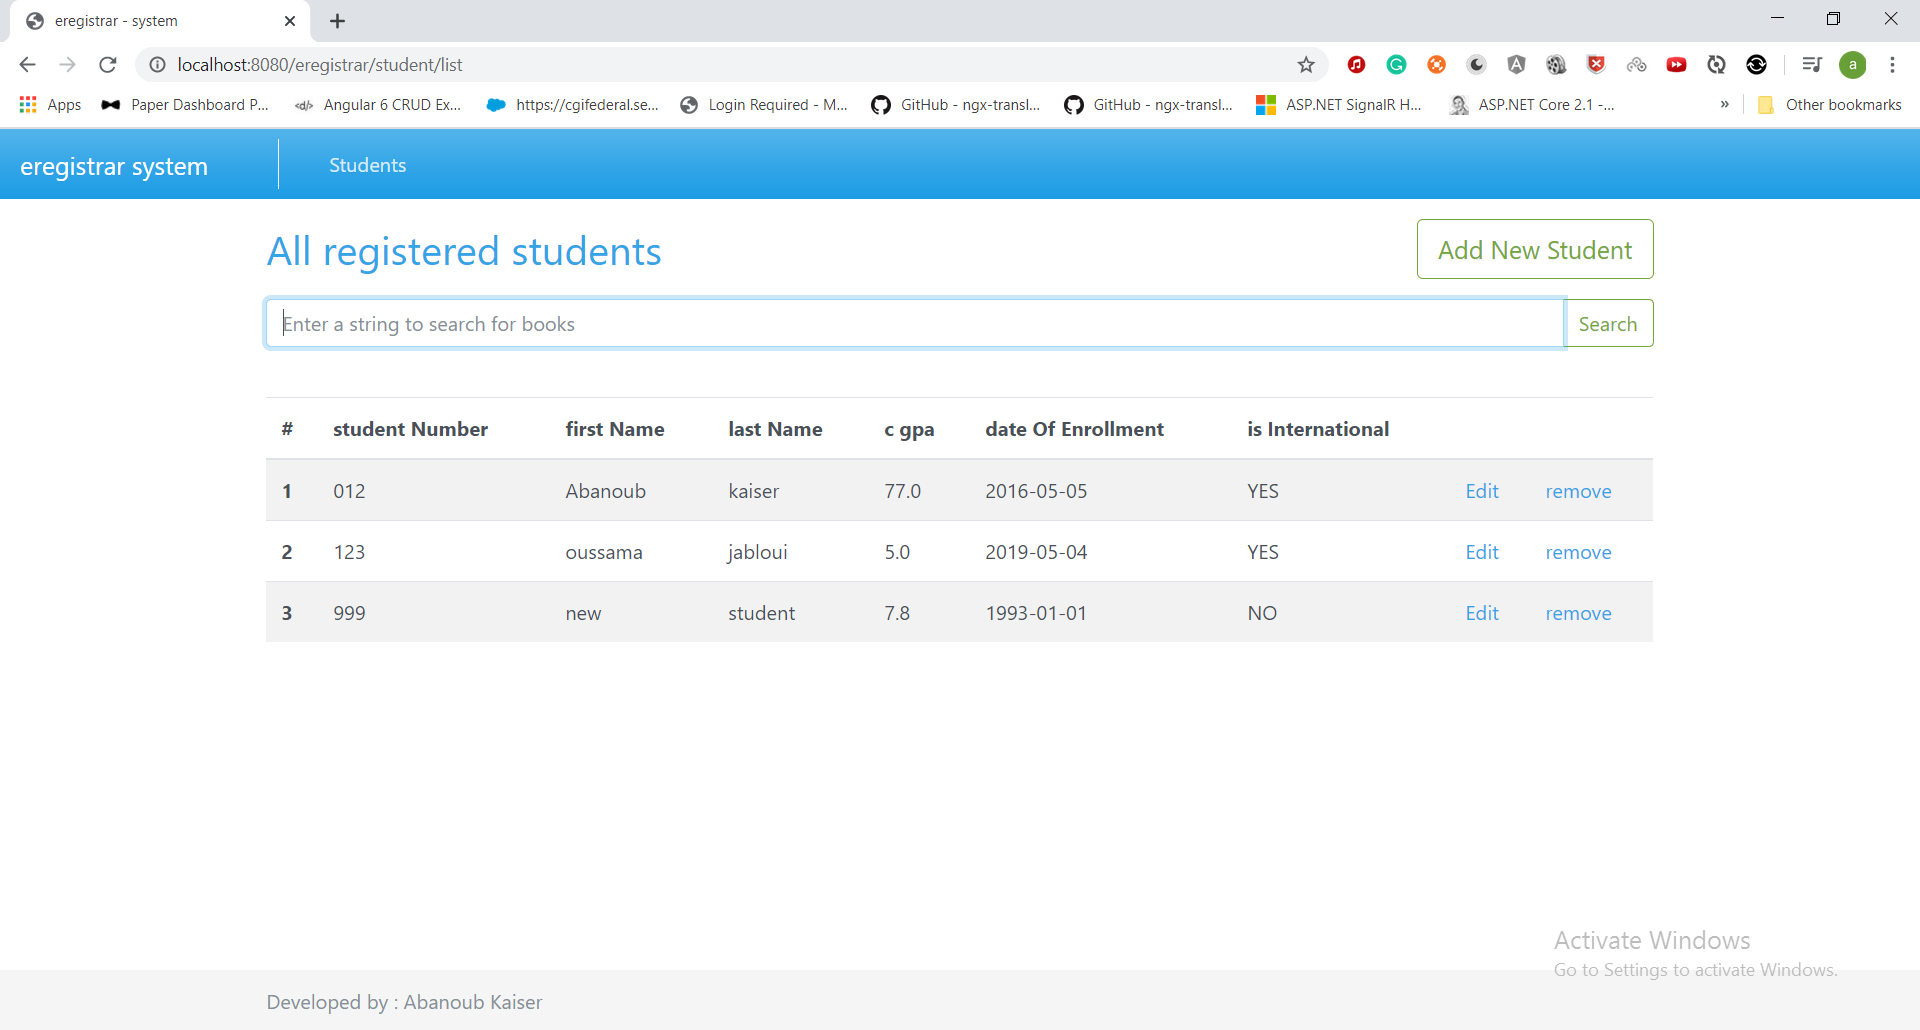 eregistrar - system
localhost:8080/eregistrar/student/list
a
Apps Paper Dashboard P... Angular 6 CRUD Ex... https://cgifederal.se... Login Required - M... GitHub - ngx-transl... GitHub - ngx-transl... ASP.NET SignalR H... ASP.NET Core 2.1 -... » Other bookmarks
eregistrar system Students
All registered students Add New Student
Enter a string to search for books Search
# student Number first Name last Name c gpa date Of Enrollment is International
1 012 Abanoub kaiser 77.0 2016-05-05 YES Edit remove
2 123 oussama jabloui 5.0 2019-05-04 YES Edit remove
3 999 new student 7.8 1993-01-01 NO Edit remove
Activate Windows
Go to Settings to activate Windows.
Developed by : Abanoub Kaiser